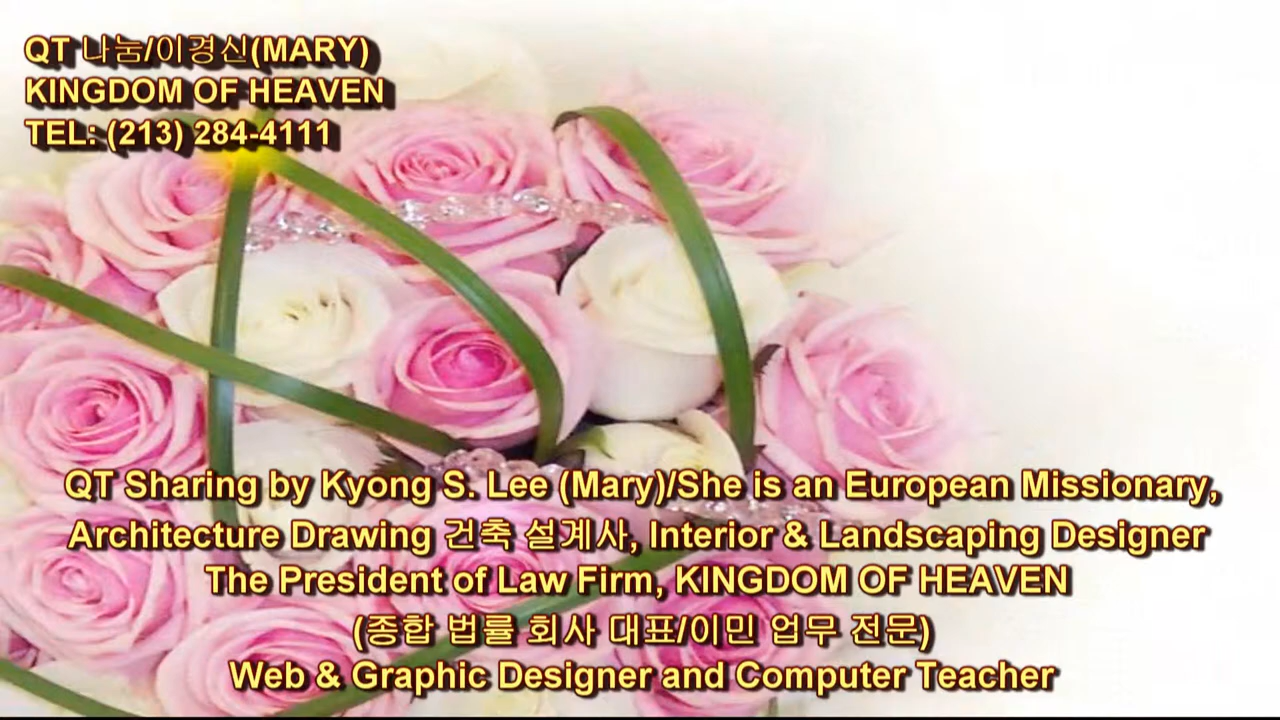 QT 나눔/이경신(MARY)
KINGDOM OF HEAVEN
TEL: (213) 284-4111
QT Sharing by Kyong S. Lee (Mary)/She is an European Missionary,
Architecture Drawing 건축 설계사, Interior & Landscaping Designer
The President of Law Firm, KINGDOM OF HEAVEN
(종합 법률 회사 대표/이민 업무 전문)
Web & Graphic Designer and Computer Teacher